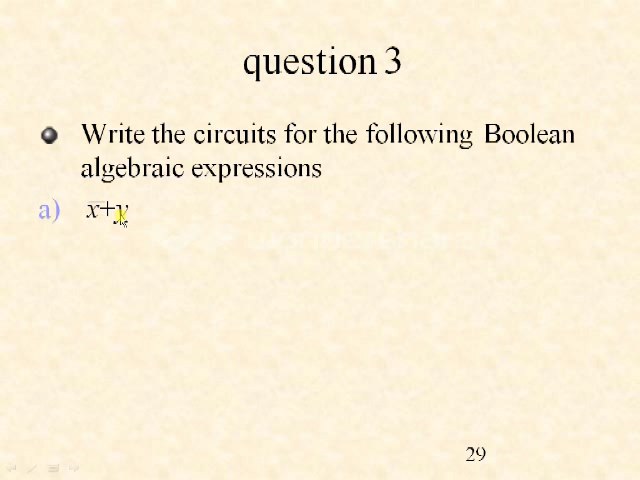 question 3
Write the circuits for the following Boolean
algebraic expressions
a) x̅+y
29